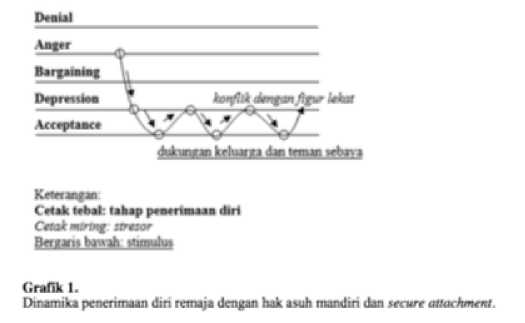 Denial
Anger
Bargaining
Depression
konflik dengan figur lekat
Acceptance
dukungan keluarga dan teman sebaya
Keterangan:
Cetak tebal: tahap penerimaan diri
Cetak miring: stresor
Bergaris bawah: stimulus
Grafik 1.
Dinamika penerimaan diri remaja dengan hak asuh mandiri dan secure attachment.